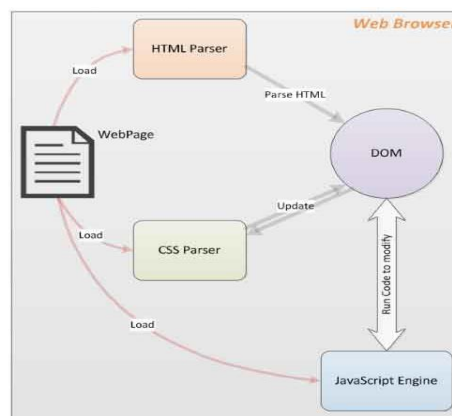 Web Browser
HTML Parser
Load
Parse HTML
WebPage
DOM
Update
Load
CSS Parser
Run Code to modify
Load
JavaScript Engine